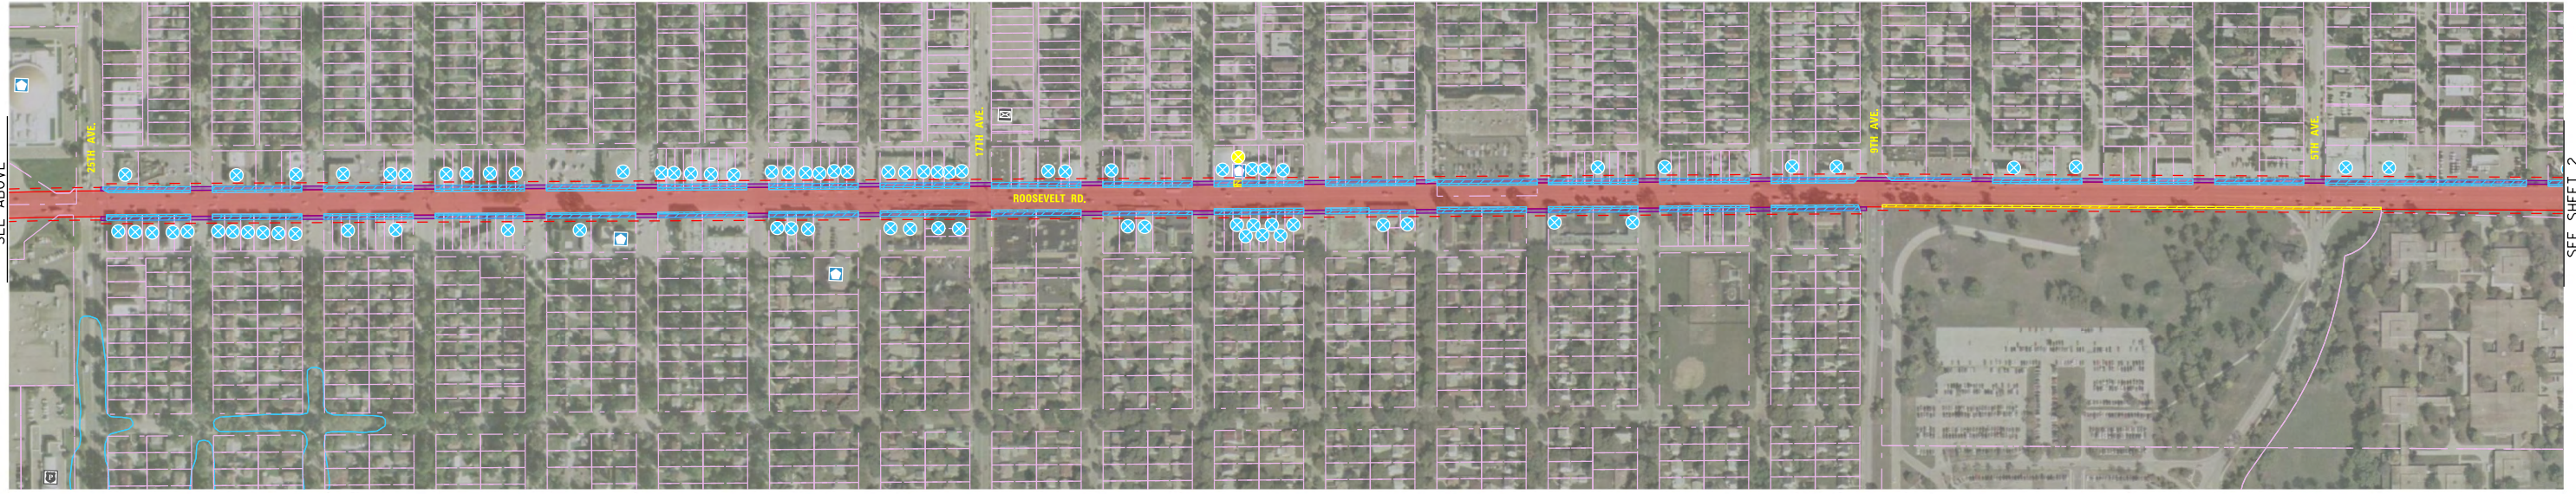 SEE ABOVE
25TH AVE.
17TH AVE.
ROOSEVELT RD.
9TH AVE.
5TH AVE.
SEE SHEET 2
P